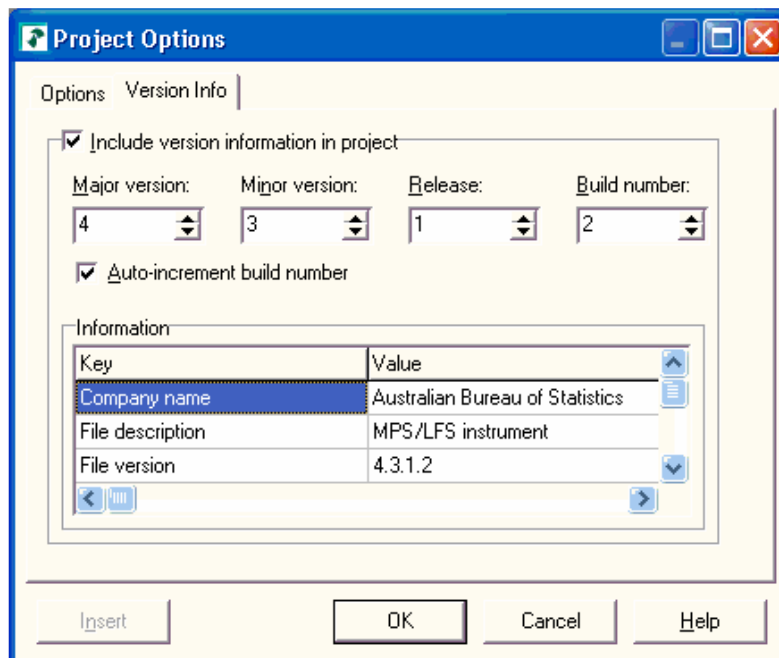 Project Options
Options Version Info
Include version information in project
Major version: Minor version: Release: Build number:
4 3 1 2
Auto-increment build number
Information
Key Value
Company name Australian Bureau of Statistics
File description MPS/LFS instrument
File version 4.3.1.2
Insert OK Cancel Help